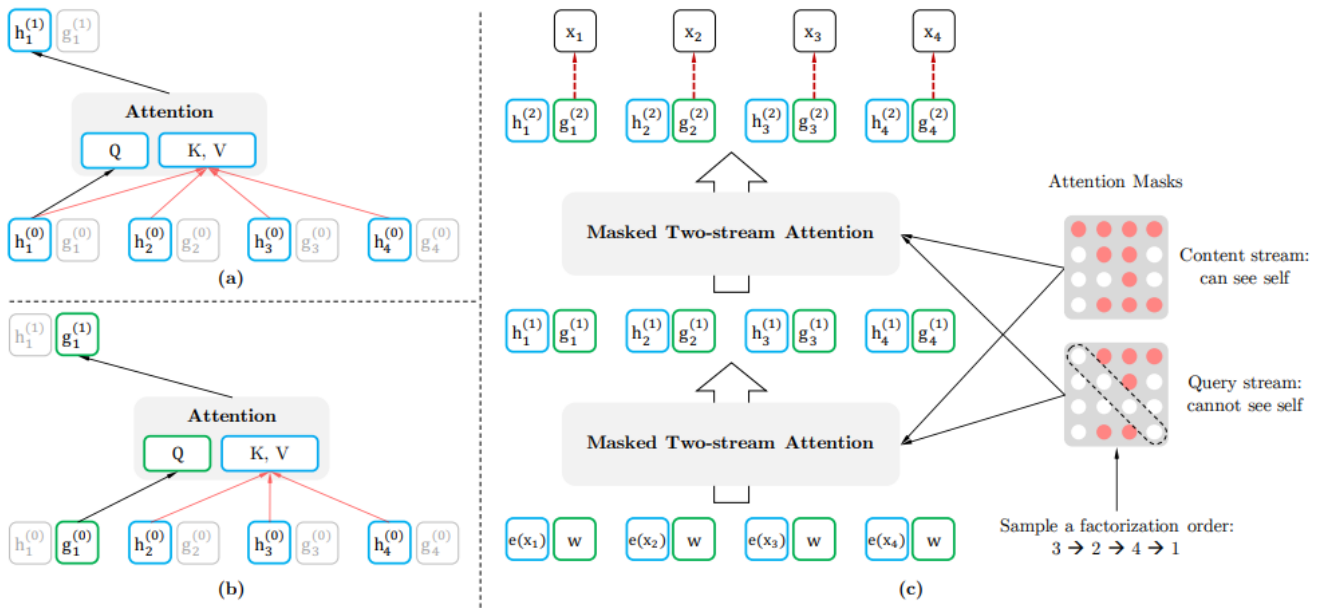 h₁⁽¹⁾ g₁⁽¹⁾
Attention
Q K, V
h₁⁽⁰⁾ g₁⁽⁰⁾ h₂⁽⁰⁾ g₂⁽⁰⁾ h₃⁽⁰⁾ g₃⁽⁰⁾ h₄⁽⁰⁾ g₄⁽⁰⁾
(a)
h₁⁽¹⁾ g₁⁽¹⁾
Attention
Q K, V
h₁⁽⁰⁾ g₁⁽⁰⁾ h₂⁽⁰⁾ g₂⁽⁰⁾ h₃⁽⁰⁾ g₃⁽⁰⁾ h₄⁽⁰⁾ g₄⁽⁰⁾
(b)
x₁ x₂ x₃ x₄
h₁⁽²⁾ g₁⁽²⁾ h₂⁽²⁾ g₂⁽²⁾ h₃⁽²⁾ g₃⁽²⁾ h₄⁽²⁾ g₄⁽²⁾
Masked Two-stream Attention
h₁⁽¹⁾ g₁⁽¹⁾ h₂⁽¹⁾ g₂⁽¹⁾ h₃⁽¹⁾ g₃⁽¹⁾ h₄⁽¹⁾ g₄⁽¹⁾
Masked Two-stream Attention
e(x₁) w e(x₂) w e(x₃) w e(x₄) w
(c)
Attention Masks
Content stream:
can see self
Query stream:
cannot see self
Sample a factorization order:
3 → 2 → 4 → 1